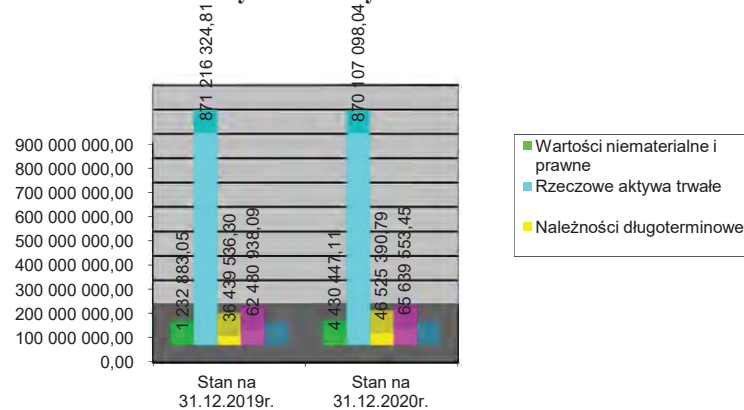 871 216 324,81
870 107 098,04
900 000 000,00
800 000 000,00
700 000 000,00
600 000 000,00
500 000 000,00
400 000 000,00
300 000 000,00
200 000 000,00
100 000 000,00
0,00
1 232 883,05
36 439 536,30
62 480 938,09
4 430 447,11
46 525 390,79
65 639 553,45
Stan na
31.12.2019r.
Stan na
31.12.2020r.
Wartości niematerialne i
prawne
Rzeczowe aktywa trwałe
Należności długoterminowe